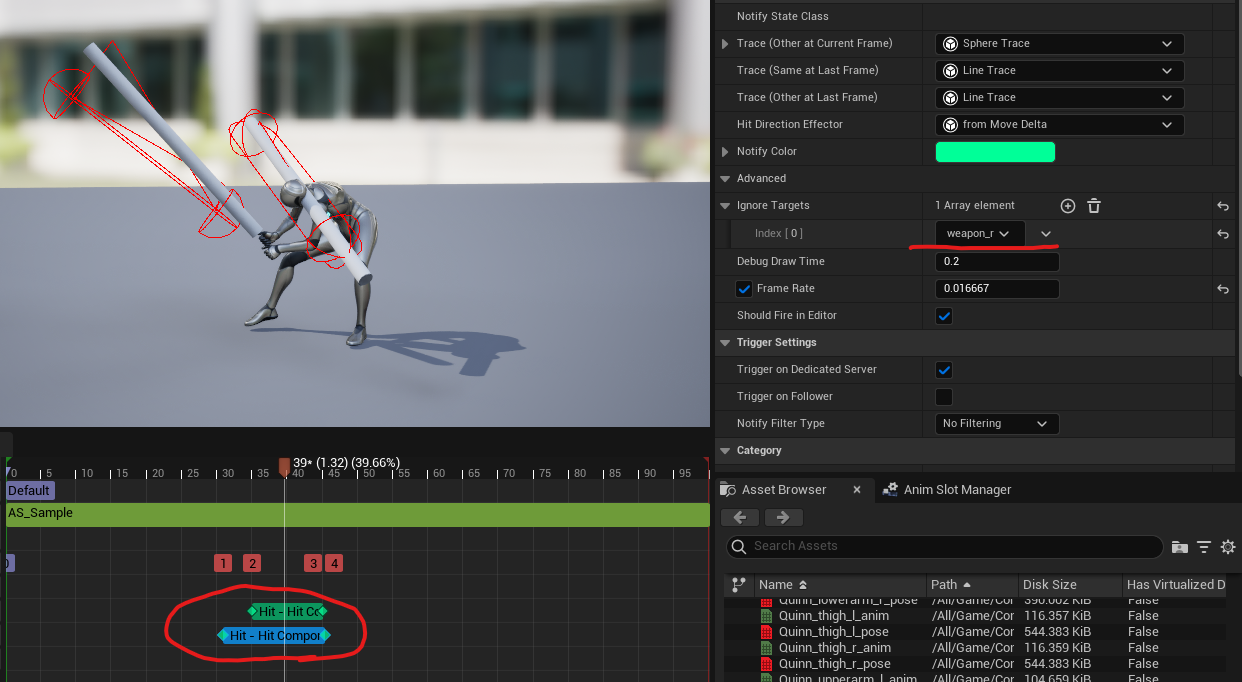 Notify State Class
Trace (Other at Current Frame) Sphere Trace
Trace (Same at Last Frame) Line Trace
Trace (Other at Last Frame) Line Trace
Hit Direction Effector from Move Delta
Notify Color
Advanced
Ignore Targets 1 Array element
Index [ 0 ] weapon_r
Debug Draw Time 0.2
Frame Rate 0.016667
Should Fire in Editor
Trigger Settings
Trigger on Dedicated Server
Trigger on Follower
Notify Filter Type No Filtering
Category
39* (1.32) (39.66%)
0 5 10 15 20 25 30 35 40 45 50 55 60 65 70 75 80 85 90 95
Default
AS_Sample
1 2 3 4
Hit - Hit Co
Hit - Hit Compor
Asset Browser Anim Slot Manager
Search Assets
Name Path Disk Size Has Virtualized D
Quinn_lowerarm_r_pose /All/Game/Cor 390.002 KiB False
Quinn_thigh_l_anim /All/Game/Cor 116.357 KiB False
Quinn_thigh_l_pose /All/Game/Cor 544.383 KiB False
Quinn_thigh_r_anim /All/Game/Cor 116.359 KiB False
Quinn_thigh_r_pose /All/Game/Cor 544.383 KiB False
Quinn_upperarm_l_anim /All/Game/Cor 104.659 KiB False